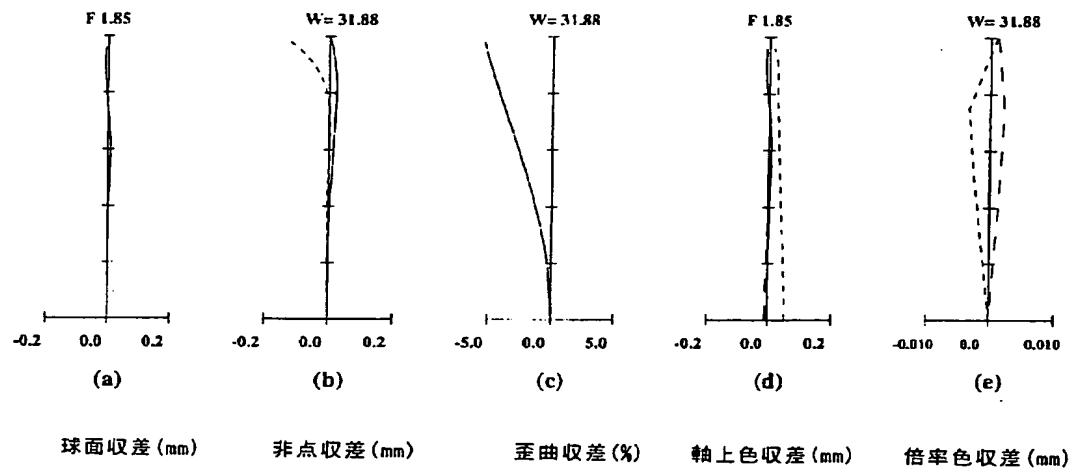 F 1.85 W= 31.88 W= 31.88 F 1.85 W= 31.88
-0.2 0.0 0.2 -0.2 0.0 0.2 -5.0 0.0 5.0 -0.2 0.0 0.2 -0.010 0.0 0.010
(a) (b) (c) (d) (e)
球面収差(mm) 非点収差(mm) 歪曲収差(%) 軸上色収差(mm) 倍率色収差(mm)